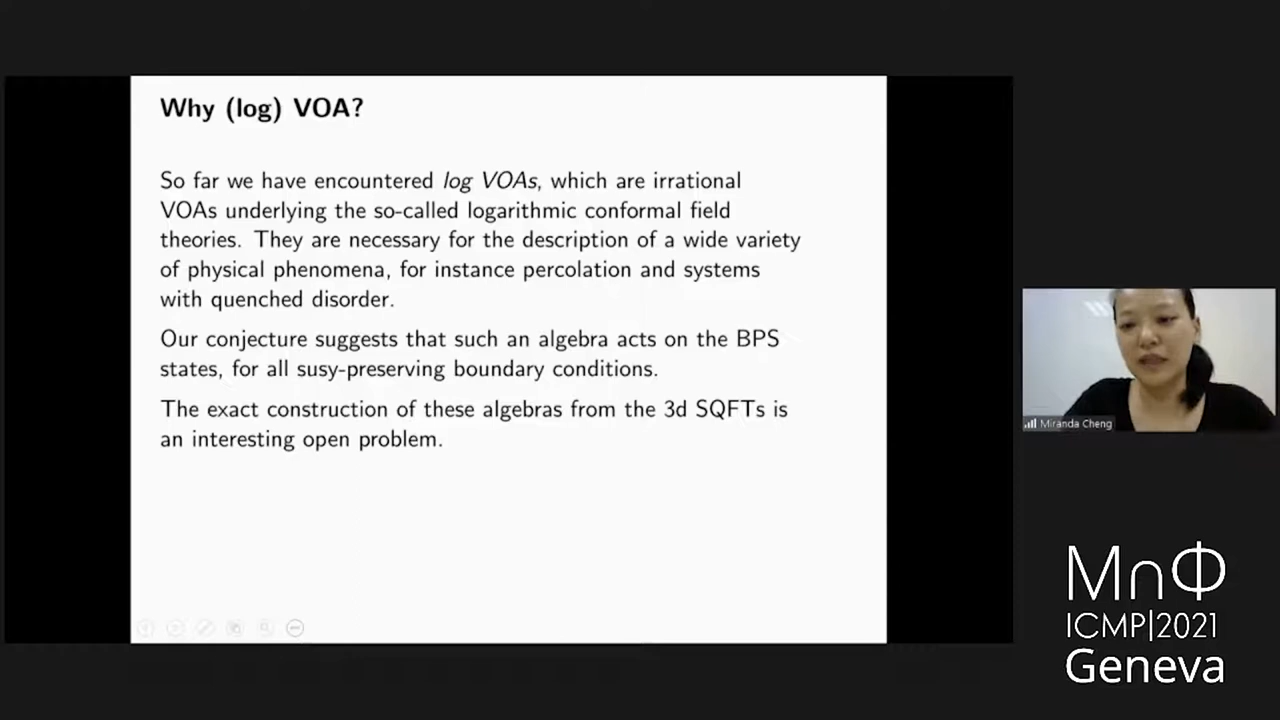 Why (log) VOA?
So far we have encountered log VOAs, which are irrational
VOAs underlying the so-called logarithmic conformal field
theories. They are necessary for the description of a wide variety
of physical phenomena, for instance percolation and systems
with quenched disorder.
Our conjecture suggests that such an algebra acts on the BPS
states, for all susy-preserving boundary conditions.
The exact construction of these algebras from the 3d SQFTs is
an interesting open problem.
Miranda Cheng
M∩Φ
ICMP|2021
Geneva